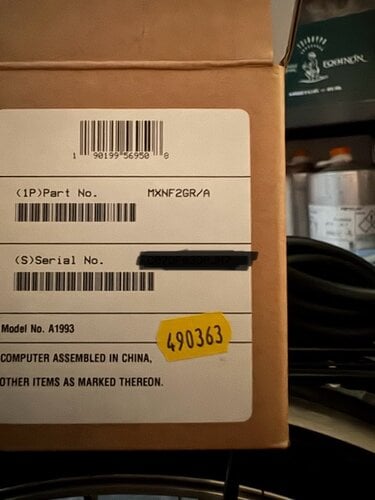 EQUINOX
1 90199 56950 8
(1P)Part No. MXNF2GR/A
(S)Serial No.
Model No. A1993
490363
COMPUTER ASSEMBLED IN CHINA,
OTHER ITEMS AS MARKED THEREON.